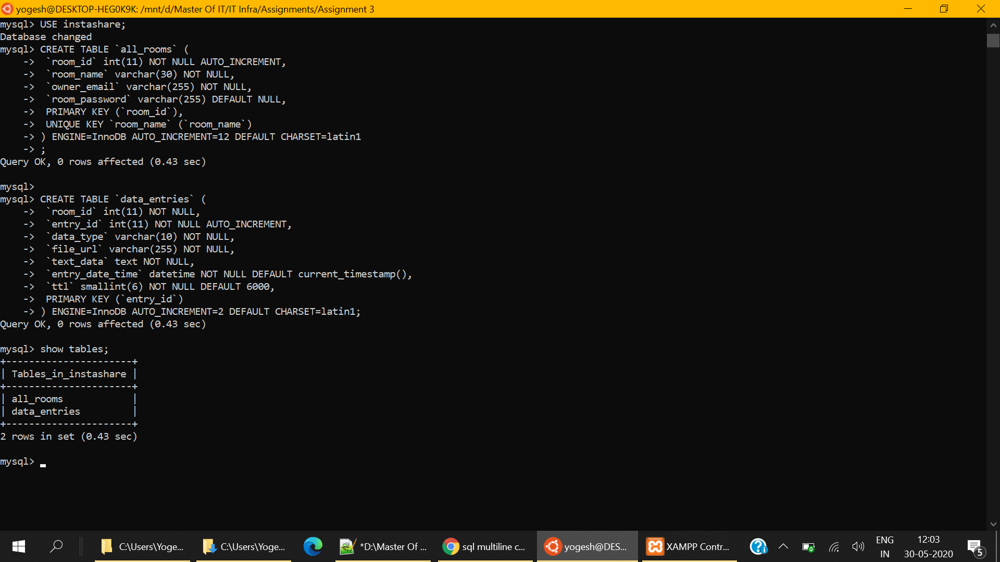 yogesh@DESKTOP-HEG0K9K: /mnt/d/Master Of IT/IT Infra/Assignments/Assignment 3
mysql> USE instashare;
Database changed
mysql> CREATE TABLE `all_rooms` (
    ->  `room_id` int(11) NOT NULL AUTO_INCREMENT,
    ->  `room_name` varchar(30) NOT NULL,
    ->  `owner_email` varchar(255) NOT NULL,
    ->  `room_password` varchar(255) DEFAULT NULL,
    ->  PRIMARY KEY (`room_id`),
    ->  UNIQUE KEY `room_name` (`room_name`)
    -> ) ENGINE=InnoDB AUTO_INCREMENT=12 DEFAULT CHARSET=latin1
    -> ;
Query OK, 0 rows affected (0.43 sec)

mysql>
mysql> CREATE TABLE `data_entries` (
    ->  `room_id` int(11) NOT NULL,
    ->  `entry_id` int(11) NOT NULL AUTO_INCREMENT,
    ->  `data_type` varchar(10) NOT NULL,
    ->  `file_url` varchar(255) NOT NULL,
    ->  `text_data` text NOT NULL,
    ->  `entry_date_time` datetime NOT NULL DEFAULT current_timestamp(),
    ->  `ttl` smallint(6) NOT NULL DEFAULT 6000,
    ->  PRIMARY KEY (`entry_id`)
    -> ) ENGINE=InnoDB AUTO_INCREMENT=2 DEFAULT CHARSET=latin1;
Query OK, 0 rows affected (0.43 sec)

mysql> show tables;
+----------------------+
| Tables_in_instashare |
+----------------------+
| all_rooms            |
| data_entries         |
+----------------------+
2 rows in set (0.43 sec)

mysql>
C:\Users\Yoge...
C:\Users\Yoge...
*D:\Master Of ...
sql multiline c...
yogesh@DES...
XAMPP Contr...
ENG
IN
12:03
30-05-2020
5